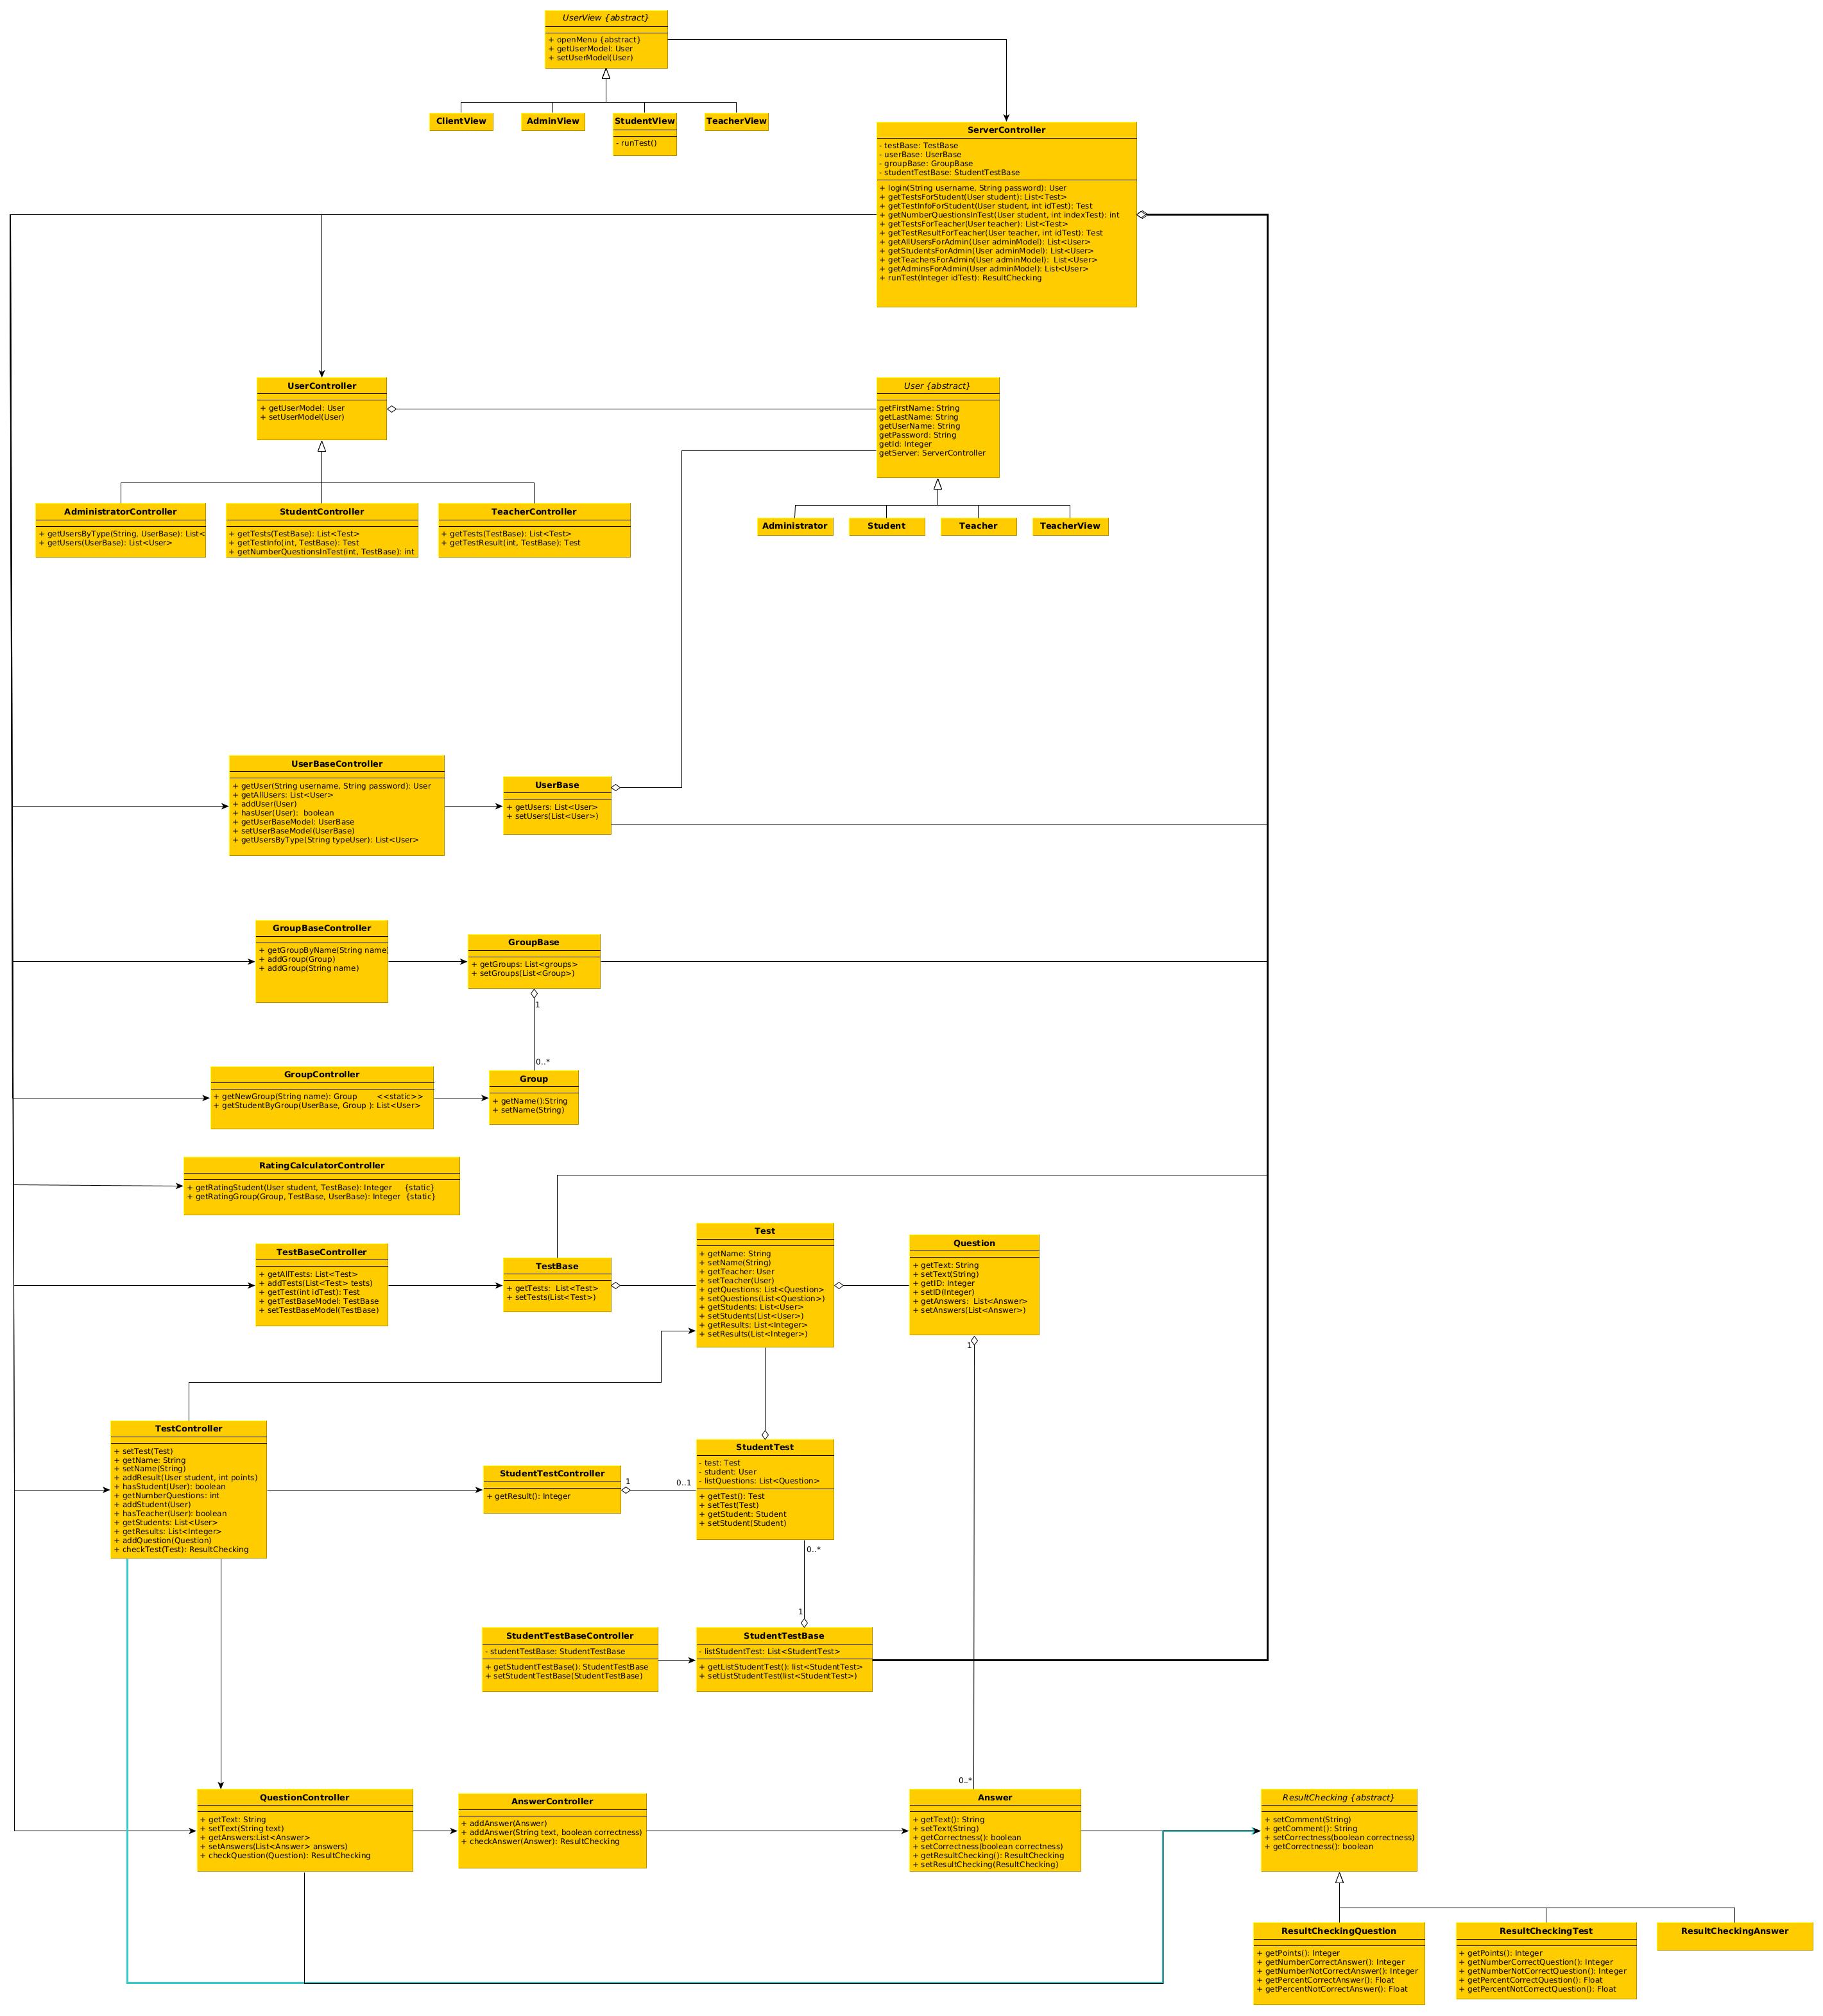 UserView {abstract}
+ openMenu {abstract}
+ getUserModel: User
+ setUserModel(User)
ClientView
AdminView
StudentView
- runTest()
TeacherView
ServerController
- testBase: TestBase
- userBase: UserBase
- groupBase: GroupBase
- studentTestBase: StudentTestBase
+ login(String username, String password): User
+ getTestsForStudent(User student): List<Test>
+ getTestInfoForStudent(User student, int idTest): Test
+ getNumberQuestionsInTest(User student, int indexTest): int
+ getTestsForTeacher(User teacher): List<Test>
+ getTestResultForTeacher(User teacher, int idTest): Test
+ getAllUsersForAdmin(User adminModel): List<User>
+ getStudentsForAdmin(User adminModel): List<User>
+ getTeachersForAdmin(User adminModel):  List<User>
+ getAdminsForAdmin(User adminModel): List<User>
+ runTest(Integer idTest): ResultChecking
UserController
+ getUserModel: User
+ setUserModel(User)
User {abstract}
getFirstName: String
getLastName: String
getUserName: String
getPassword: String
getId: Integer
getServer: ServerController
AdministratorController
+ getUsersByType(String, UserBase): List<
+ getUsers(UserBase): List<User>
StudentController
+ getTests(TestBase): List<Test>
+ getTestInfo(int, TestBase): Test
+ getNumberQuestionsInTest(int, TestBase): int
TeacherController
+ getTests(TestBase): List<Test>
+ getTestResult(int, TestBase): Test
Administrator
Student
Teacher
TeacherView
UserBaseController
+ getUser(String username, String password): User
+ getAllUsers: List<User>
+ addUser(User)
+ hasUser(User):  boolean
+ getUserBaseModel: UserBase
+ setUserBaseModel(UserBase)
+ getUsersByType(String typeUser): List<User>
UserBase
+ getUsers: List<User>
+ setUsers(List<User>)
GroupBaseController
+ getGroupByName(String name)
+ addGroup(Group)
+ addGroup(String name)
GroupBase
+ getGroups: List<groups>
+ setGroups(List<Group>)
1
0..*
GroupController
+ getNewGroup(String name): Group        <<static>>
+ getStudentByGroup(UserBase, Group ): List<User>
Group
+ getName():String
+ setName(String)
RatingCalculatorController
+ getRatingStudent(User student, TestBase): Integer     {static}
+ getRatingGroup(Group, TestBase, UserBase): Integer  {static}
TestBaseController
+ getAllTests: List<Test>
+ addTests(List<Test> tests)
+ getTest(int idTest): Test
+ getTestBaseModel: TestBase
+ setTestBaseModel(TestBase)
TestBase
+ getTests:  List<Test>
+ setTests(List<Test>)
Test
+ getName: String
+ setName(String)
+ getTeacher: User
+ setTeacher(User)
+ getQuestions: List<Question>
+ setQuestions(List<Question>)
+ getStudents: List<User>
+ setStudents(List<User>)
+ getResults: List<Integer>
+ setResults(List<Integer>)
Question
+ getText: String
+ setText(String)
+ getID: Integer
+ setID(Integer)
+ getAnswers:  List<Answer>
+ setAnswers(List<Answer>)
1
TestController
+ setTest(Test)
+ getName: String
+ setName(String)
+ addResult(User student, int points)
+ hasStudent(User): boolean
+ getNumberQuestions: int
+ addStudent(User)
+ hasTeacher(User): boolean
+ getStudents: List<User>
+ getResults: List<Integer>
+ addQuestion(Question)
+ checkTest(Test): ResultChecking
StudentTestController
+ getResult(): Integer
1
0..1
StudentTest
- test: Test
- student: User
- listQuestions: List<Question>
+ getTest(): Test
+ setTest(Test)
+ getStudent: Student
+ setStudent(Student)
0..*
1
StudentTestBaseController
- studentTestBase: StudentTestBase
+ getStudentTestBase(): StudentTestBase
+ setStudentTestBase(StudentTestBase)
StudentTestBase
- listStudentTest: List<StudentTest>
+ getListStudentTest(): list<StudentTest>
+ setListStudentTest(list<StudentTest>)
0..*
QuestionController
+ getText: String
+ setText(String text)
+ getAnswers:List<Answer>
+ setAnswers(List<Answer> answers)
+ checkQuestion(Question): ResultChecking
AnswerController
+ addAnswer(Answer)
+ addAnswer(String text, boolean correctness)
+ checkAnswer(Answer): ResultChecking
Answer
+ getText(): String
+ setText(String)
+ getCorrectness(): boolean
+ setCorrectness(boolean correctness)
+ getResultChecking(): ResultChecking
+ setResultChecking(ResultChecking)
ResultChecking {abstract}
+ setComment(String)
+ getComment(): String
+ setCorrectness(boolean correctness)
+ getCorrectness(): boolean
ResultCheckingQuestion
+ getPoints(): Integer
+ getNumberCorrectAnswer(): Integer
+ getNumberNotCorrectAnswer(): Integer
+ getPercentCorrectAnswer(): Float
+ getPercentNotCorrectAnswer(): Float
ResultCheckingTest
+ getPoints(): Integer
+ getNumberCorrectQuestion(): Integer
+ getNumberNotCorrectQuestion(): Integer
+ getPercentCorrectQuestion(): Float
+ getPercentNotCorrectQuestion(): Float
ResultCheckingAnswer